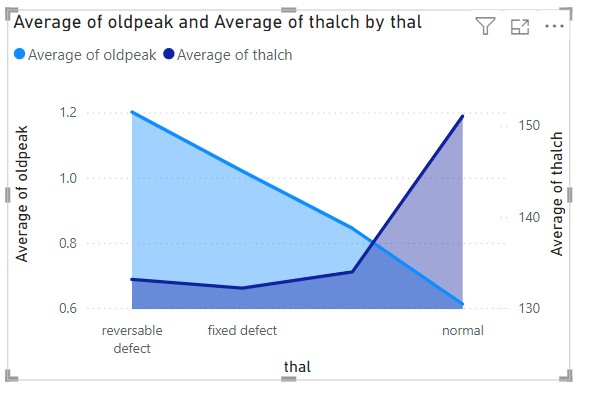 Average of oldpeak and Average of thalch by thal
Average of oldpeak Average of thalch
1.2
1.0
0.8
0.6
Average of oldpeak
150
140
130
Average of thalch
reversable
defect
fixed defect
normal
thal